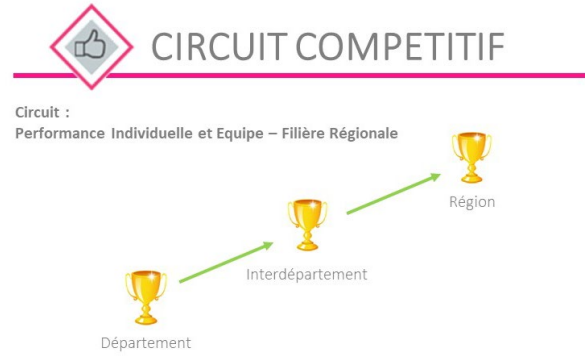 CIRCUIT COMPETITIF
Circuit :
Performance Individuelle et Equipe – Filière Régionale
Région
Interdépartement
Département